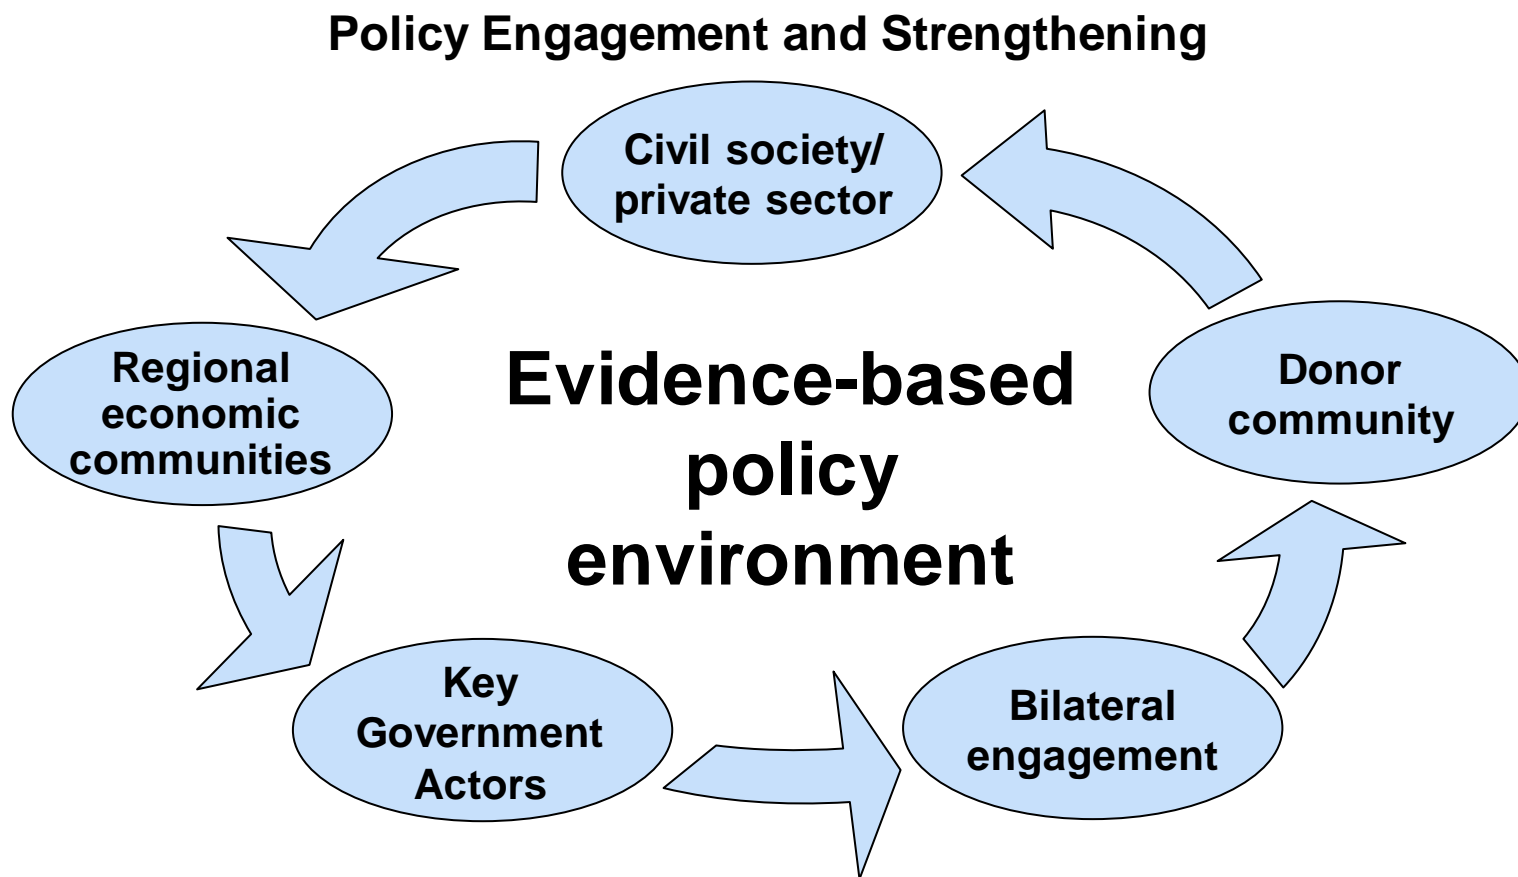 Policy Engagement and Strengthening
Civil society/
private sector
Regional
economic
communities
Evidence-based
policy
environment
Donor
community
Key
Government
Actors
Bilateral
engagement